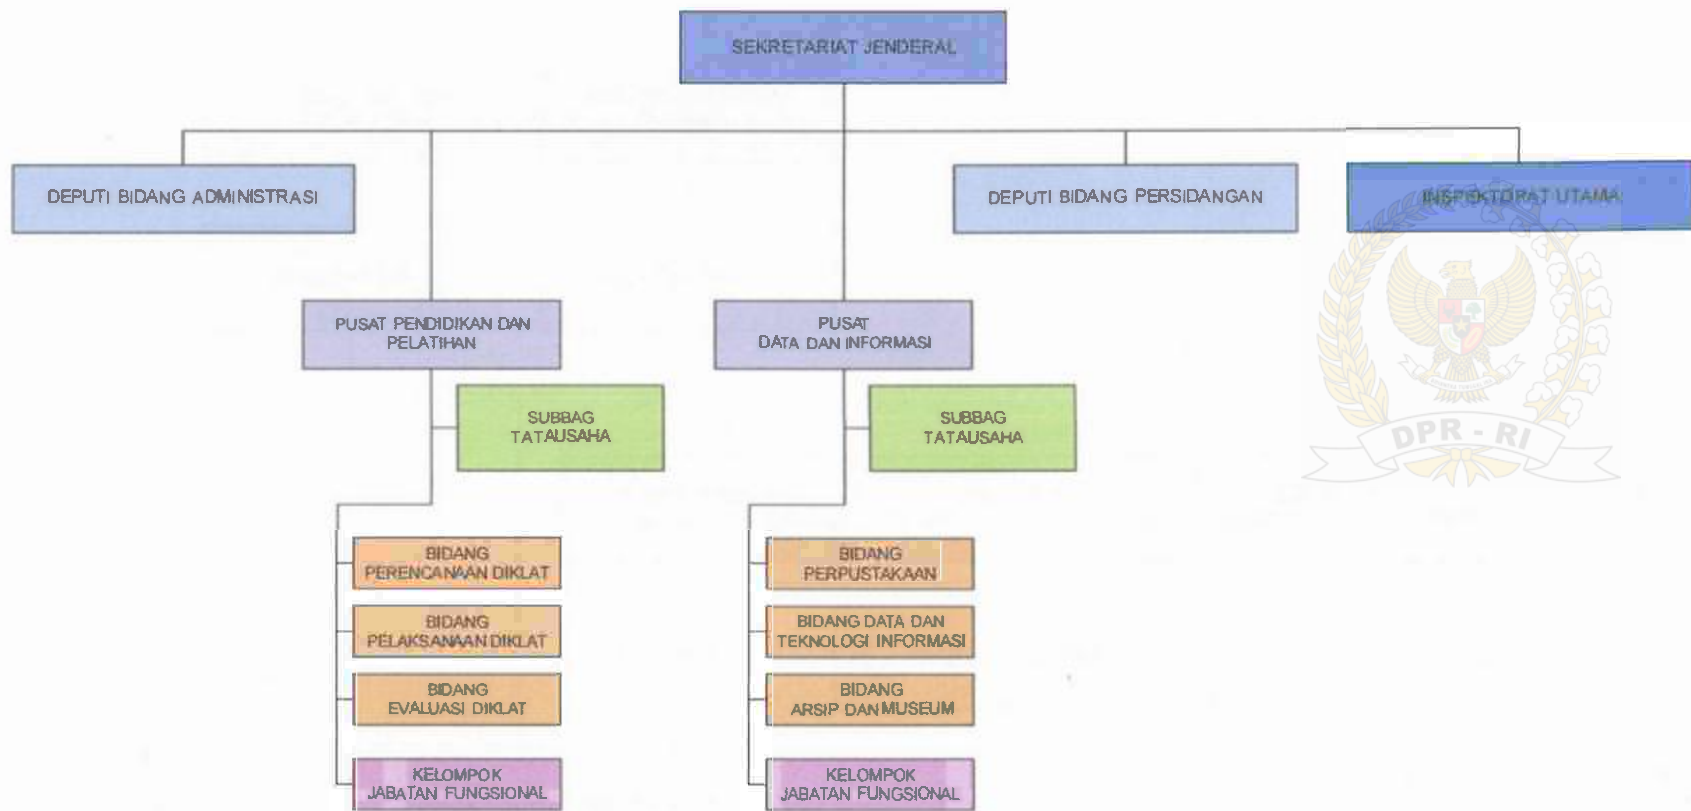 SEKRETARIAT JENDERAL
DEPUTI BIDANG ADMINISTRASI
DEPUTI BIDANG PERSIDANGAN
INSPEKTORAT UTAMA
PUSAT PENDIDIKAN DAN
PELATIHAN
PUSAT
DATA DAN INFORMASI
SUBBAG
TATAUSAHA
SUBBAG
TATAUSAHA
DPR - RI
BIDANG
PERENCANAAN DIKLAT
BIDANG
PERPUSTAKAAN
BIDANG
PELAKSANAAN DIKLAT
BIDANG DATA DAN
TEKNOLOGI INFORMASI
BIDANG
EVALUASI DIKLAT
BIDANG
ARSIP DAN MUSEUM
KELOMPOK
JABATAN FUNGSIONAL
KELOMPOK
JABATAN FUNGSIONAL